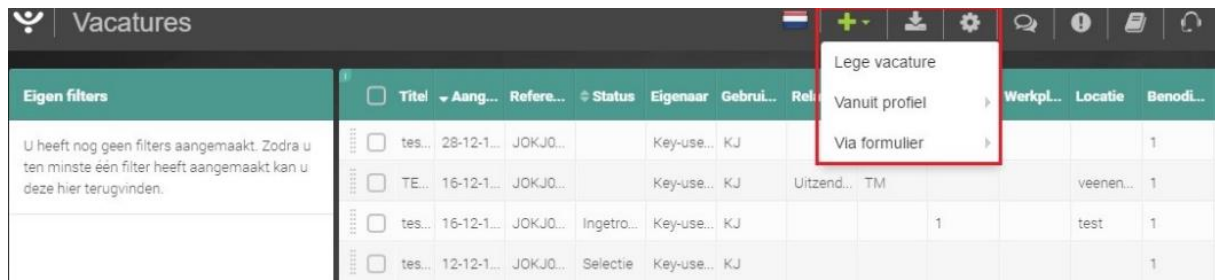 Vacatures
Lege vacature
Vanuit profiel
Via formulier
Eigen filters
U heeft nog geen filters aangemaakt. Zodra u
ten minste één filter heeft aangemaakt kan u
deze hier terugvinden.
Titel Aang... Refere... Status Eigenaar Gebrui... Werkpl... Locatie Benodi...
tes... 28-12-1... JOKJ0... Key-use... KJ 1
TE... 16-12-1... JOKJ0... Key-use... KJ Uitzend... TM veenen... 1
tes... 16-12-1... JOKJ0... Ingetro... Key-use... KJ 1 test 1
tes... 12-12-1... JOKJ0... Selectie Key-use... KJ 1